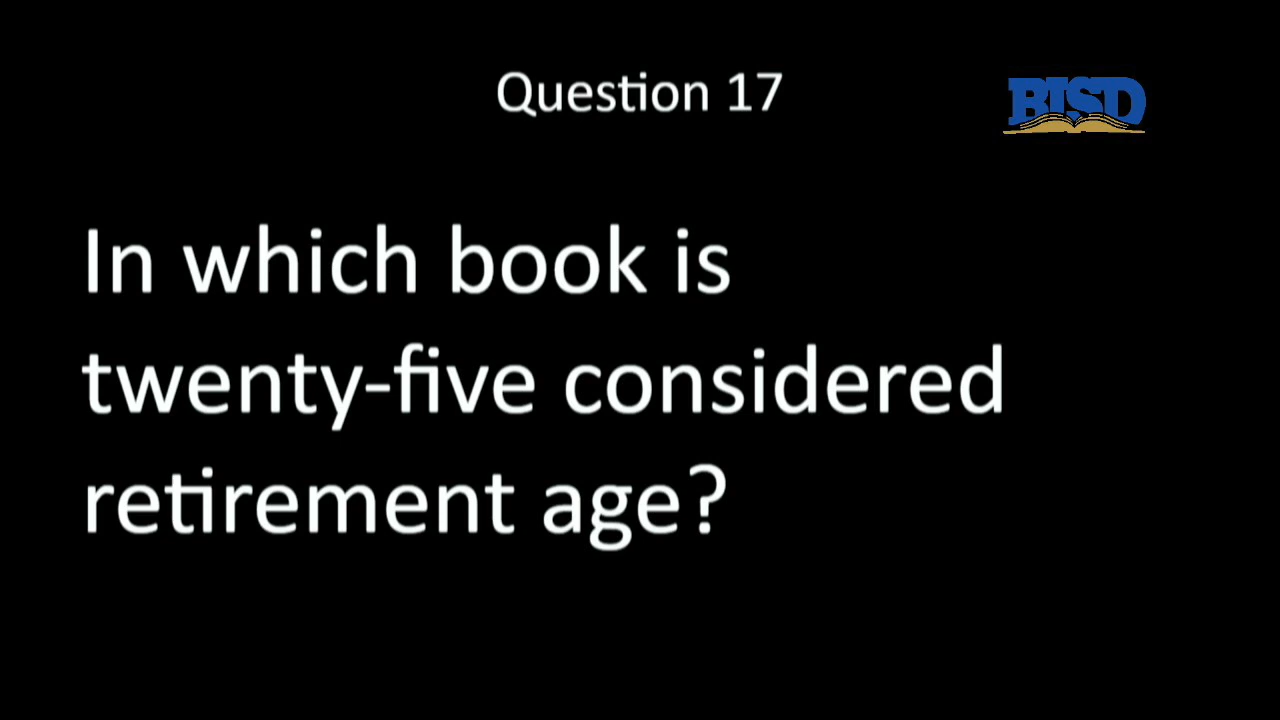 Question 17
BISD
In which book is
twenty-five considered
retirement age?